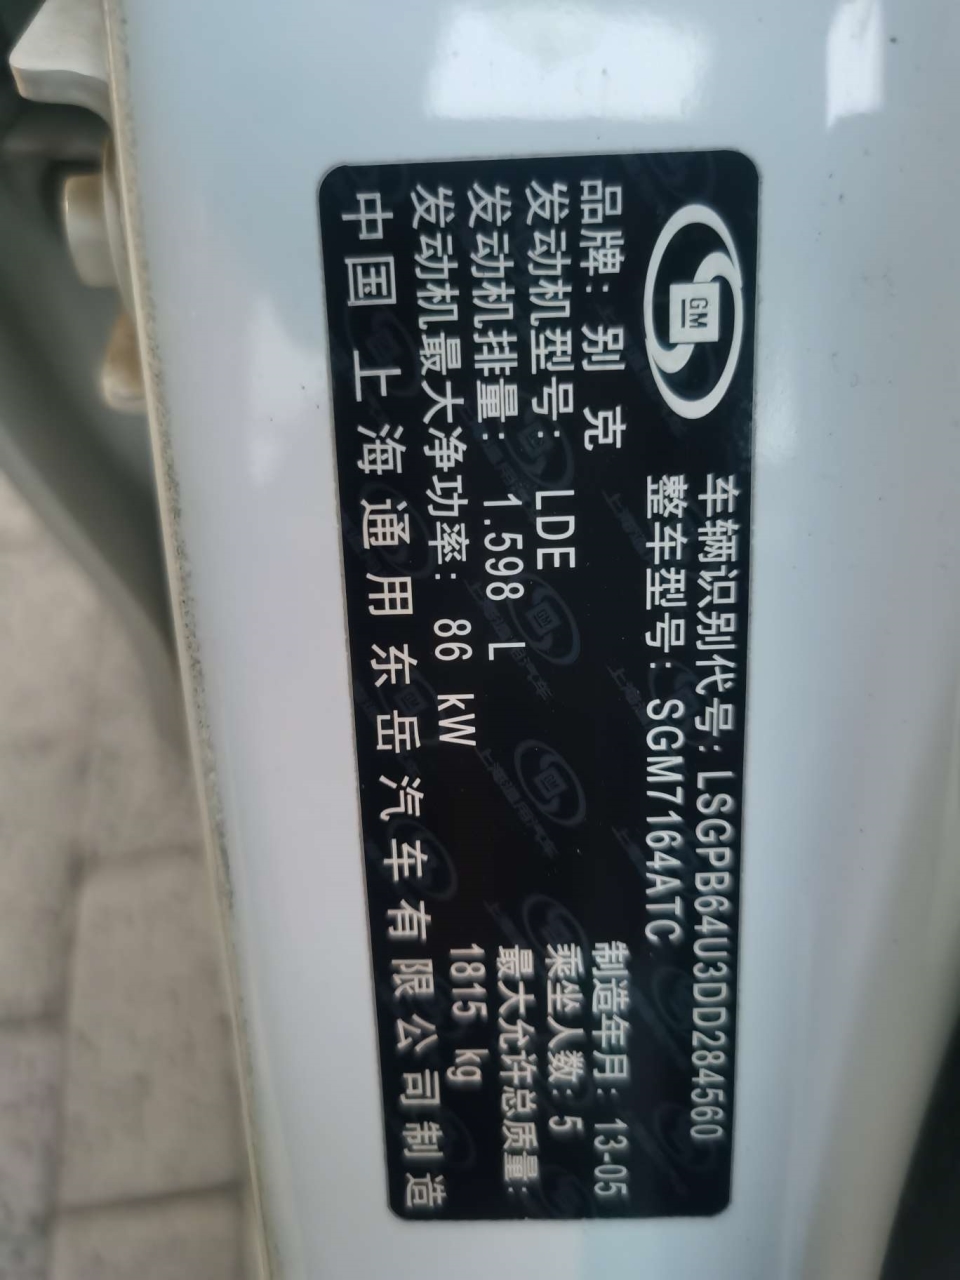 GM
车辆识别代号：LSGPB64U3DD284560
整车型号：SGM7164ATC
品牌：别克
制造年月：13-05
发动机型号：LDE
乘坐人数：5
发动机排量：1.598 L
最大允许总质量：
发动机最大净功率：86 kW
1815 kg
中国上海通用东岳汽车有限公司制造